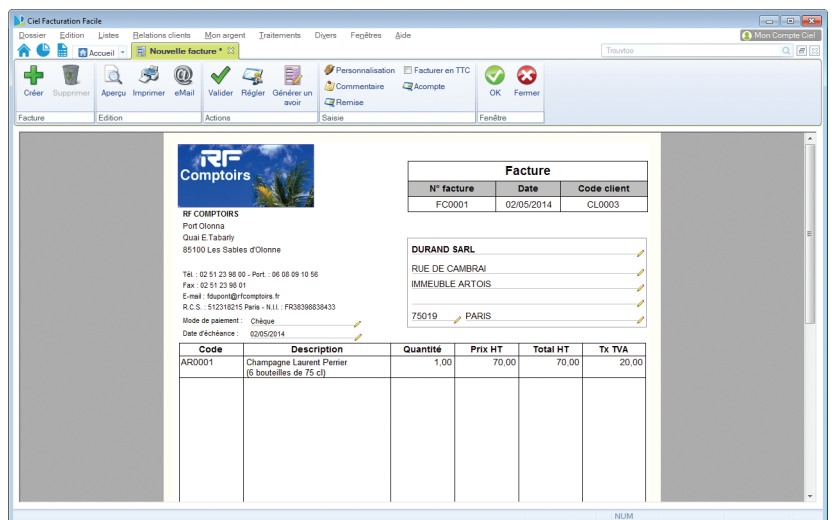 Ciel Facturation Facile
Dossier Edition Listes Relations clients Mon argent Traitements Divers Fenêtres Aide
Mon Compte Ciel
Accueil Nouvelle facture * Trouvtoo
Créer Supprimer Aperçu Imprimer eMail Valider Régler Générer un avoir
Personnalisation Facturer en TTC
Commentaire Acompte
Remise
OK Fermer
Facture Edition Actions Saisie Fenêtre
RF
Comptoirs
Facture
N° facture Date Code client
FC0001 02/05/2014 CL0003
RF COMPTOIRS
Port Olonna
Quai E.Tabarly
85100 Les Sables d'Olonne
DURAND SARL
RUE DE CAMBRAI
IMMEUBLE ARTOIS
75019 PARIS
Tél. : 02 51 23 98 00 - Port. : 06 08 09 10 56
Fax : 02 51 23 98 01
E-mail : fdupont@rfcomptoirs.fr
R.C.S. : 512318215 Paris - N.I.I. : FR38398838433
Mode de paiement : Chèque
Date d'échéance : 02/05/2014
Code Description Quantité Prix HT Total HT Tx TVA
AR0001 Champagne Laurent Perrier 1,00 70,00 70,00 20,00
(6 bouteilles de 75 cl)
NUM